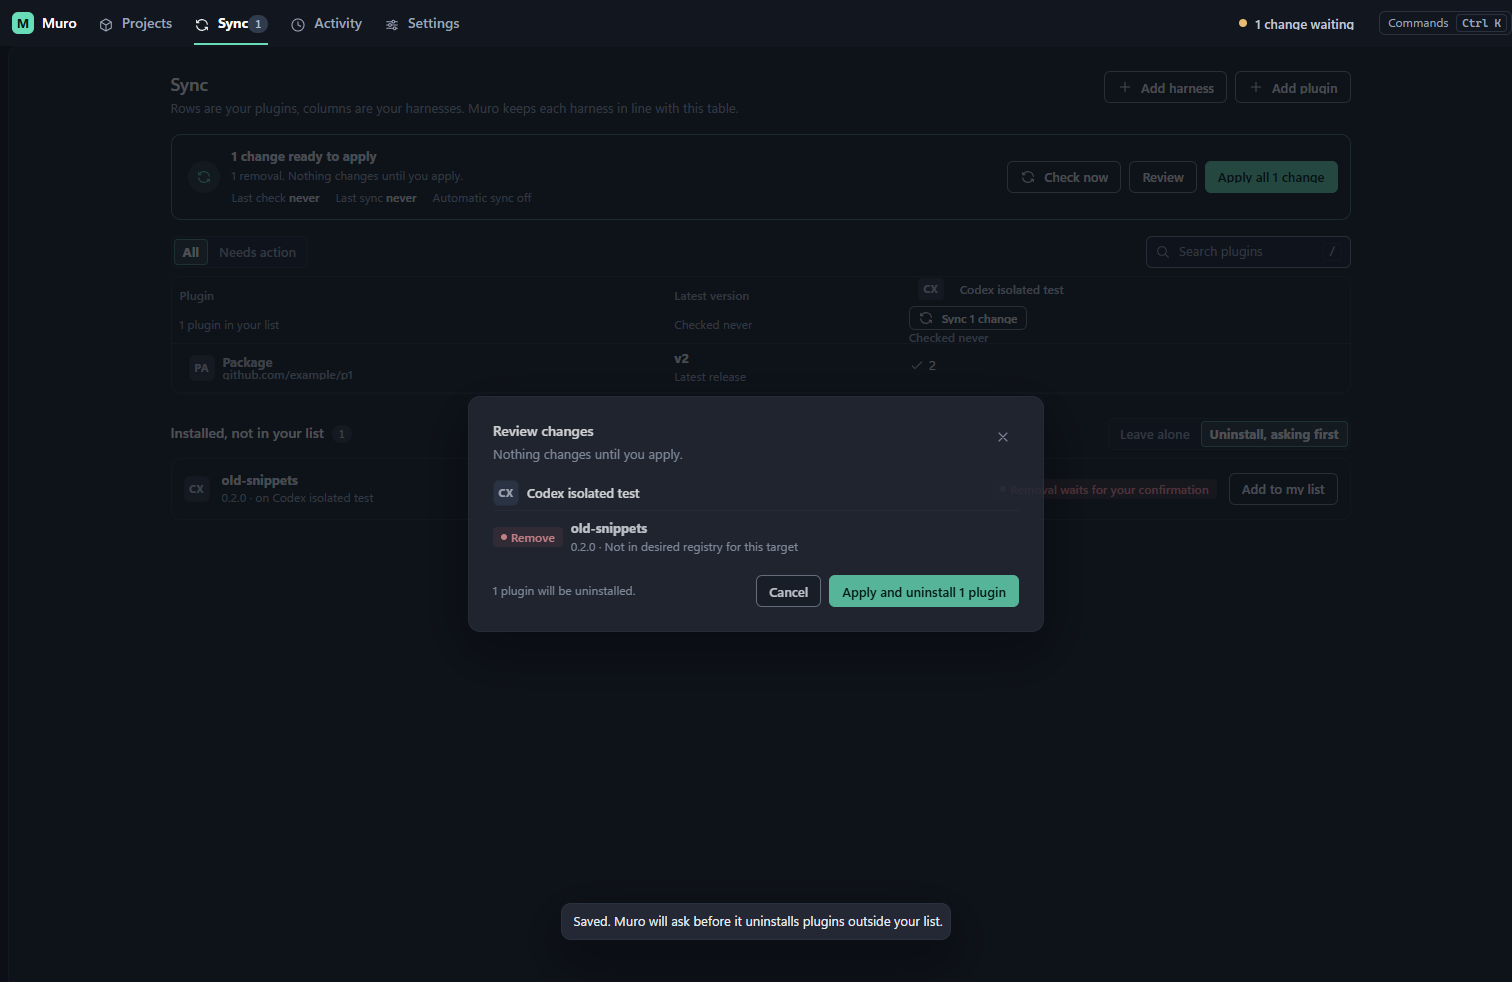 M Muro Projects Sync 1 Activity Settings 1 change waiting Commands Ctrl K
Sync
Rows are your plugins, columns are your harnesses. Muro keeps each harness in line with this table.
Add harness Add plugin
1 change ready to apply
1 removal. Nothing changes until you apply.
Last check never Last sync never Automatic sync off
Check now Review Apply all 1 change
All Needs action Search plugins /
Plugin Latest version CX Codex isolated test
1 plugin in your list Checked never Sync 1 change
Checked never
PA Package v2 2
github.com/example/p1 Latest release
Installed, not in your list 1 Leave alone Uninstall, asking first
CX old-snippets
0.2.0 · on Codex isolated test
Removal waits for your confirmation Add to my list
Review changes
Nothing changes until you apply.
CX Codex isolated test
Remove old-snippets
0.2.0 · Not in desired registry for this target
1 plugin will be uninstalled. Cancel Apply and uninstall 1 plugin
Saved. Muro will ask before it uninstalls plugins outside your list.